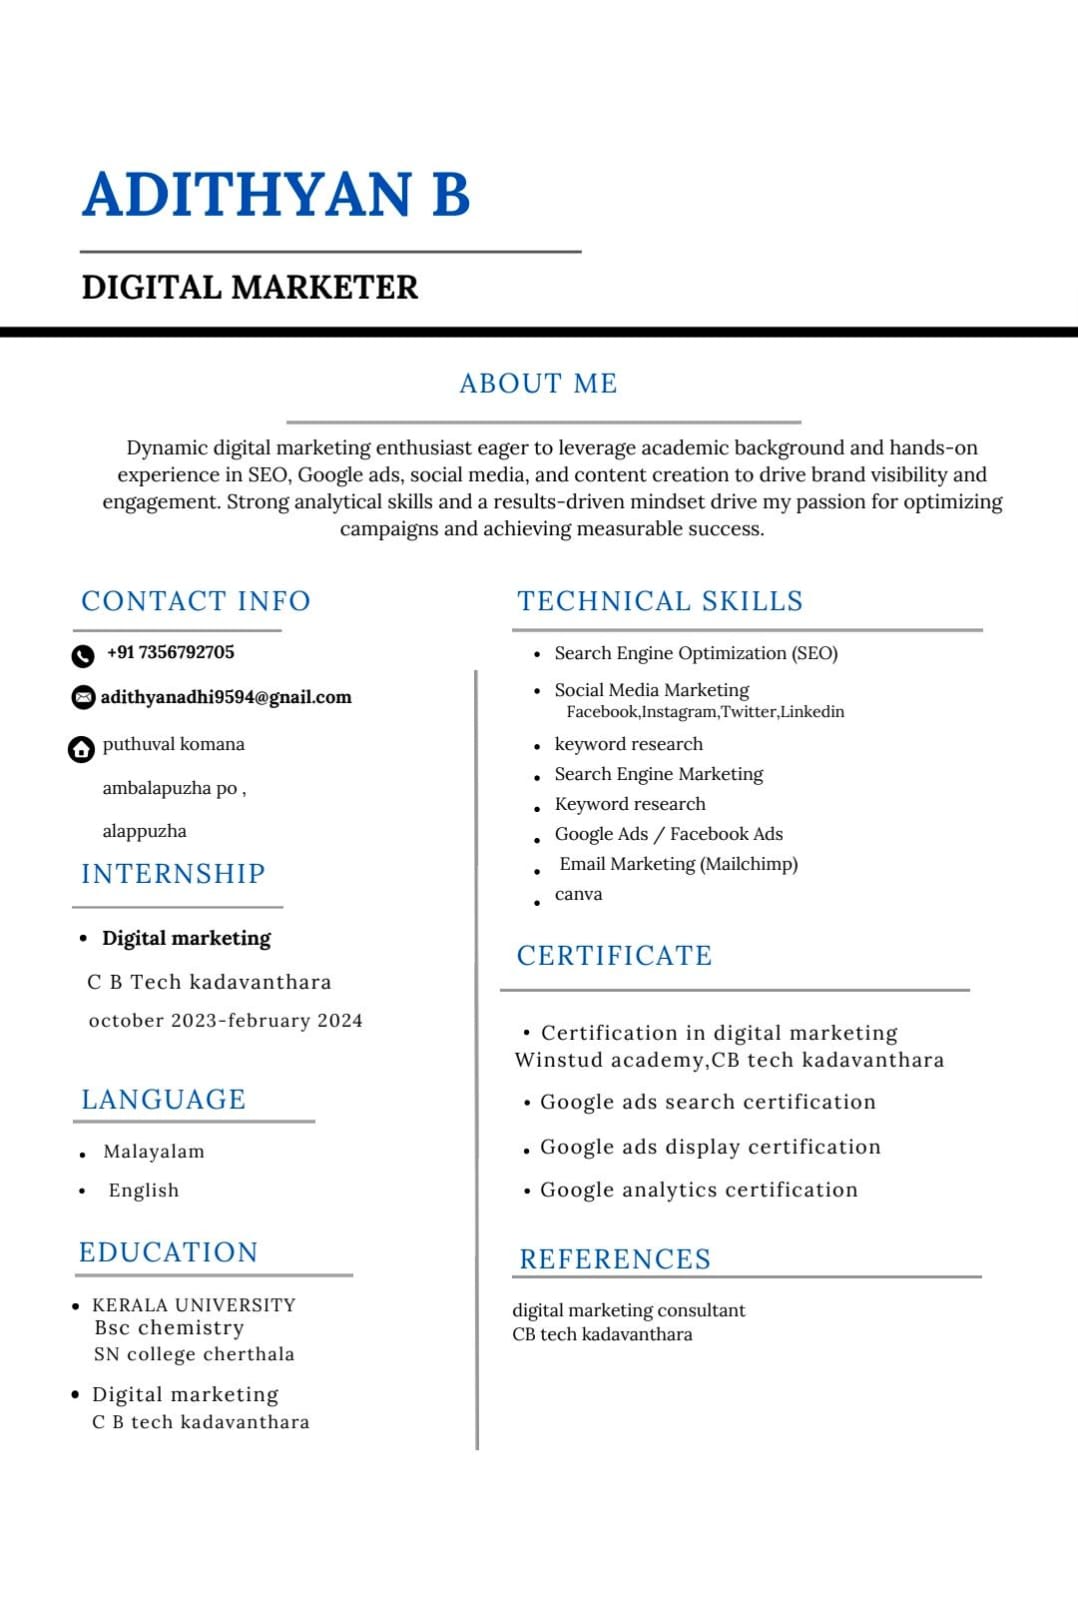 ADITHYAN B
DIGITAL MARKETER
ABOUT ME
Dynamic digital marketing enthusiast eager to leverage academic background and hands-on
experience in SEO, Google ads, social media, and content creation to drive brand visibility and
engagement. Strong analytical skills and a results-driven mindset drive my passion for optimizing
campaigns and achieving measurable success.
CONTACT INFO
+91 7356792705
adithyanadhi9594@gnail.com
puthuval komana
ambalapuzha po ,
alappuzha
INTERNSHIP
• Digital marketing
C B Tech kadavanthara
october 2023-february 2024
LANGUAGE
• Malayalam
• English
EDUCATION
• KERALA UNIVERSITY
Bsc chemistry
SN college cherthala
• Digital marketing
C B tech kadavanthara
TECHNICAL SKILLS
• Search Engine Optimization (SEO)
• Social Media Marketing
Facebook,Instagram,Twitter,Linkedin
• keyword research
• Search Engine Marketing
• Keyword research
• Google Ads / Facebook Ads
• Email Marketing (Mailchimp)
• canva
CERTIFICATE
• Certification in digital marketing
Winstud academy,CB tech kadavanthara
• Google ads search certification
• Google ads display certification
• Google analytics certification
REFERENCES
digital marketing consultant
CB tech kadavanthara